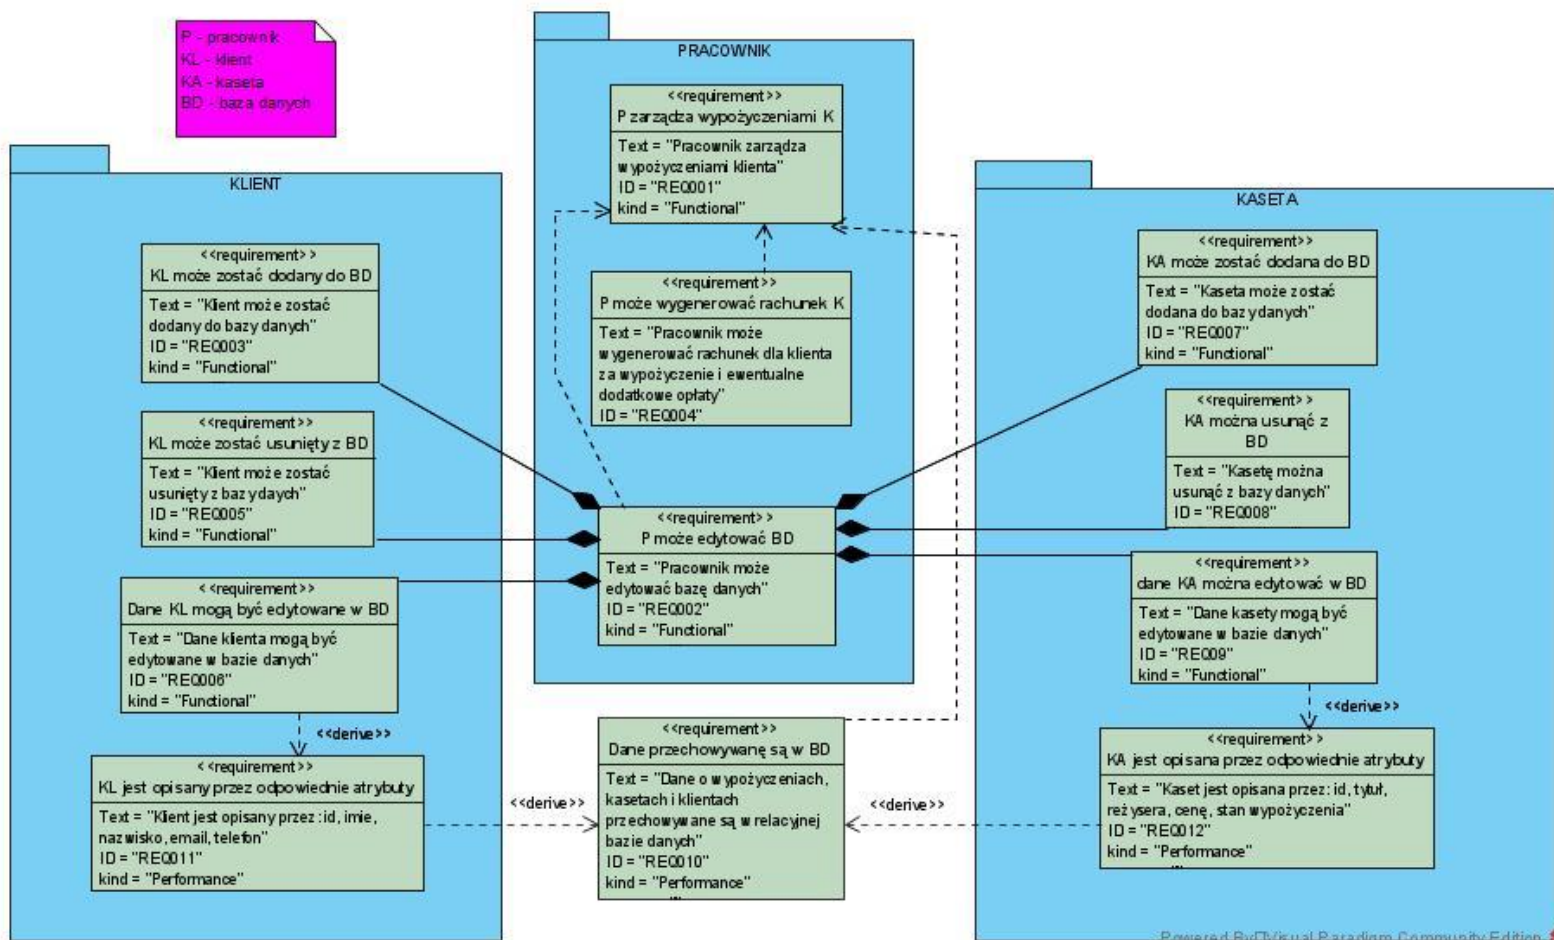 P - pracownik
KL - klient
KA - kaseta
BD - baza danych
KLIENT
<<requirement>>
KL może zostać dodany do BD
Text = "Klient może zostać
dodany do bazy danych"
ID = "REQ003"
kind = "Functional"
<<requirement>>
KL może zostać usunięty z BD
Text = "Klient może zostać
usunięty z bazy daych"
ID = "REQ005"
kind = "Functional"
<<requirement>>
Dane KL mogą być edytowane w BD
Text = "Dane klienta mogą być
edytowane w bazie danych"
ID = "REQ006"
kind = "Functional"
<<derive>>
<<requirement>>
KL jest opisany przez odpowiednie atrybuty
Text = "Klient jest opisany przez: id, imie,
nazwisko, email, telefon"
ID = "REQ011"
kind = "Performance"
PRACOWNIK
<<requirement>>
P zarządza wypożyczeniami K
Text = "Pracownik zarządza
wypożyczeniami klienta"
ID = "REQ001"
kind = "Functional"
<<requirement>>
P może wygenerować rachunek K
Text = "Pracownik może
wygenerować rachunek dla klienta
za wypożyczenie i ewentualne
dodatkowe opłaty"
ID = "REQ004"
<<requirement>>
P może edytować BD
Text = "Pracownik może
edytować bazę danych"
ID = "REQ002"
kind = "Functional"
<<requirement>>
Dane przechowywanę są w BD
Text = "Dane o wypożyczeniach,
kasetach i klientach
przechowywane są w relacyjnej
bazie danych"
ID = "REQ010"
kind = "Performance"
<<derive>>
<<derive>>
KASETA
<<requirement>>
KA może zostać dodana do BD
Text = "Kaseta może zostać
dodana do bazy danych"
ID = "REQ007"
kind = "Functional"
<<requirement>>
KA można usunąć z
BD
Text = "Kasetę można
usunąć z bazy danych"
ID = "REQ008"
<<requirement>>
dane KA można edytować w BD
Text = "Dane kasety mogą być
edytowane w bazie danych"
ID = "REQ09"
kind = "Functional"
<<derive>>
<<requirement>>
KA jest opisana przez odpowiednie atrybuty
Text = "Kaset jest opisana przez: id, tytuł,
reżysera, cenę, stan wypożyczenia"
ID = "REQ012"
kind = "Performance"
Powered By Visual Paradigm Community Edition